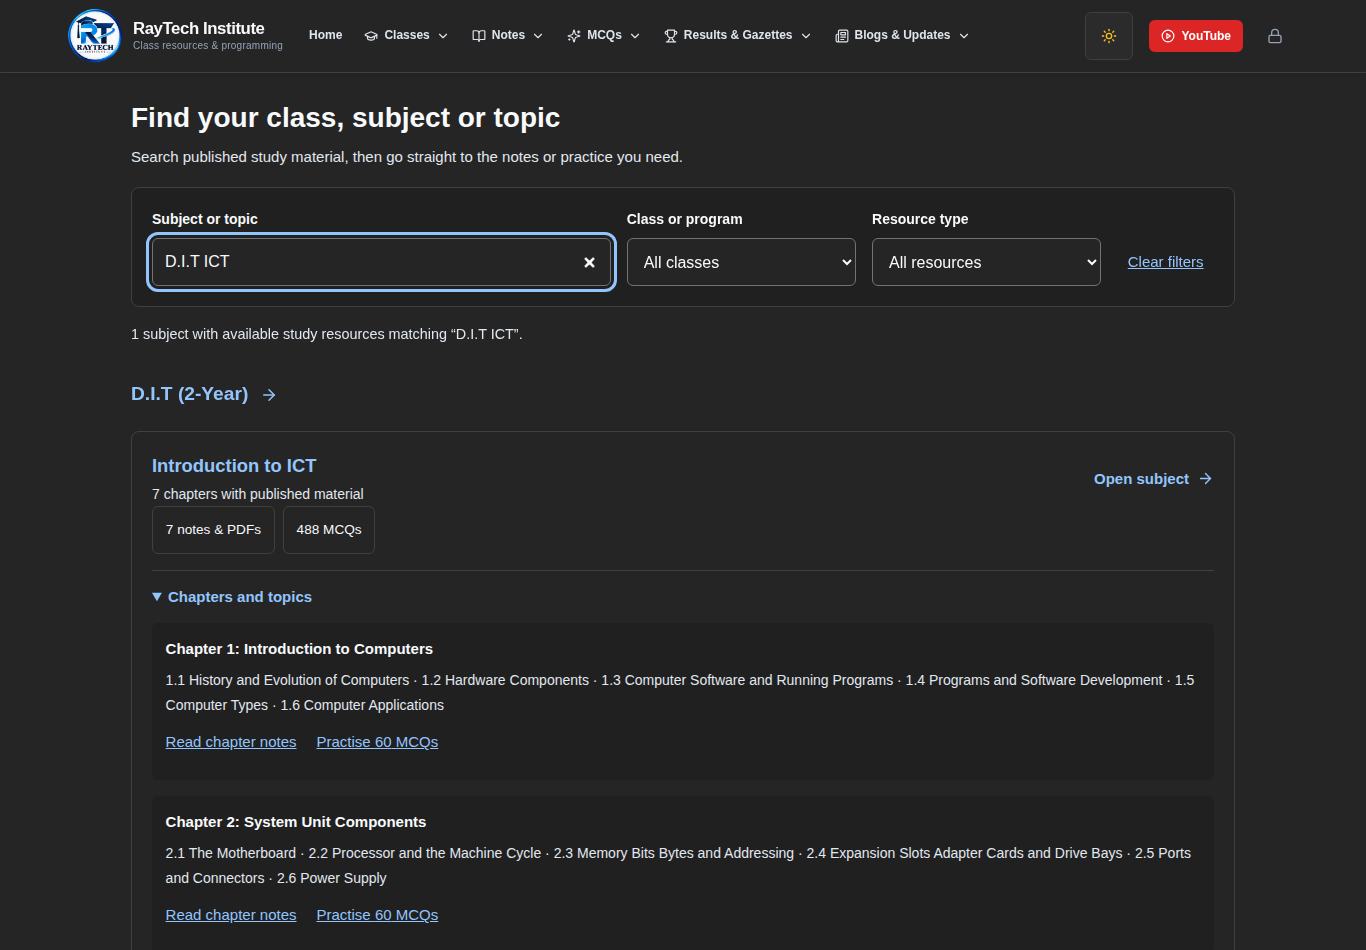 RAYTECH
RayTech Institute
Class resources & programming
Home
Classes
Notes
MCQs
Results & Gazettes
Blogs & Updates
YouTube
Find your class, subject or topic
Search published study material, then go straight to the notes or practice you need.
Subject or topic
Class or program
Resource type
D.I.T ICT
All classes
All resources
Clear filters
1 subject with available study resources matching “D.I.T ICT”.
D.I.T (2-Year)
Introduction to ICT
Open subject
7 chapters with published material
7 notes & PDFs
488 MCQs
Chapters and topics
Chapter 1: Introduction to Computers
1.1 History and Evolution of Computers · 1.2 Hardware Components · 1.3 Computer Software and Running Programs · 1.4 Programs and Software Development · 1.5
Computer Types · 1.6 Computer Applications
Read chapter notes
Practise 60 MCQs
Chapter 2: System Unit Components
2.1 The Motherboard · 2.2 Processor and the Machine Cycle · 2.3 Memory Bits Bytes and Addressing · 2.4 Expansion Slots Adapter Cards and Drive Bays · 2.5 Ports
and Connectors · 2.6 Power Supply
Read chapter notes
Practise 60 MCQs